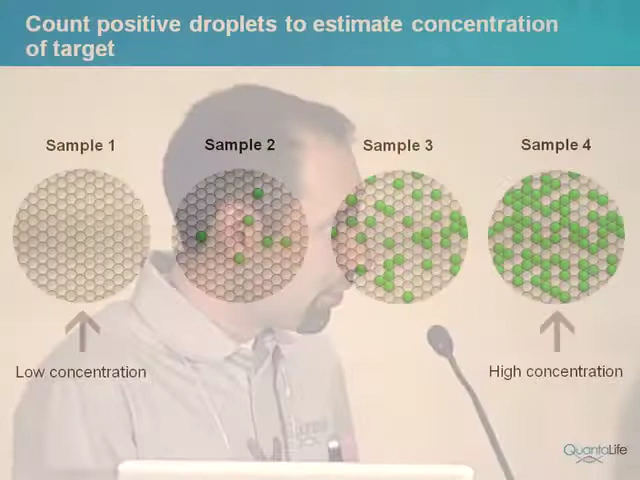 Count positive droplets to estimate concentration
of target
Sample 1
Sample 2
Sample 3
Sample 4
Low concentration
High concentration
QuantaLife